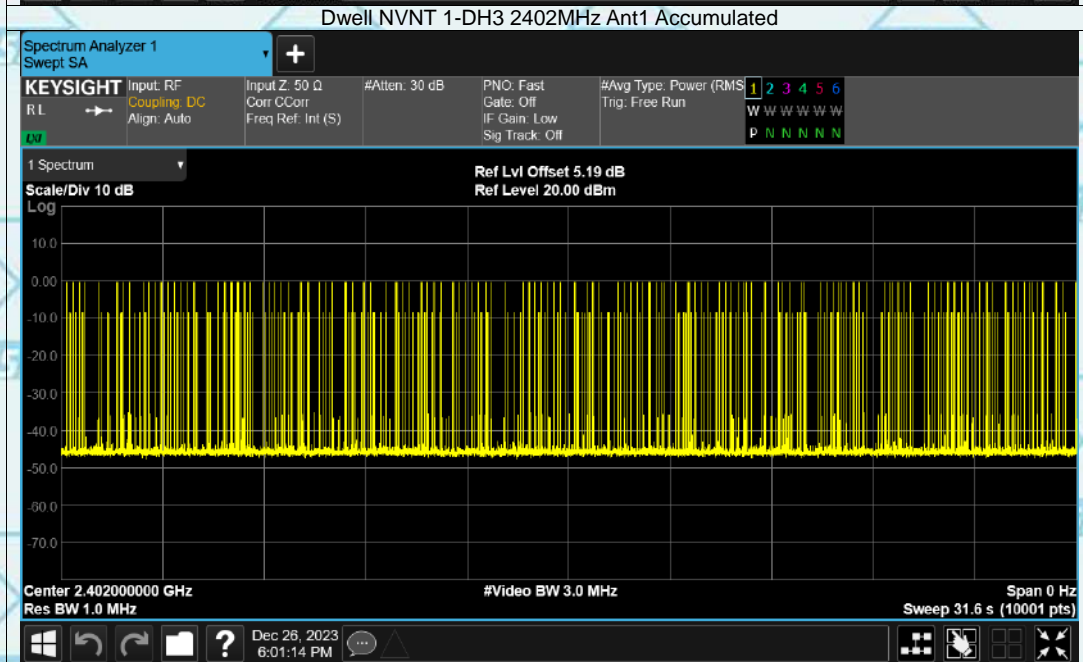 Dwell NVNT 1-DH3 2402MHz Ant1 Accumulated
Spectrum Analyzer 1
Swept SA
+
KEYSIGHT
RL
LXI
Input: RF
Coupling: DC
Align: Auto
Input Z: 50 Ω
Corr CCorr
Freq Ref: Int (S)
#Atten: 30 dB
PNO: Fast
Gate: Off
IF Gain: Low
Sig Track: Off
#Avg Type: Power (RMS
Trig: Free Run
1 2 3 4 5 6
W W W W W W
P N N N N N
1 Spectrum
Scale/Div 10 dB
Ref Lvl Offset 5.19 dB
Ref Level 20.00 dBm
Log
10.0
0.00
-10.0
-20.0
-30.0
-40.0
-50.0
-60.0
-70.0
Center 2.402000000 GHz
#Video BW 3.0 MHz
Span 0 Hz
Res BW 1.0 MHz
Sweep 31.6 s (10001 pts)
?
Dec 26, 2023
6:01:14 PM